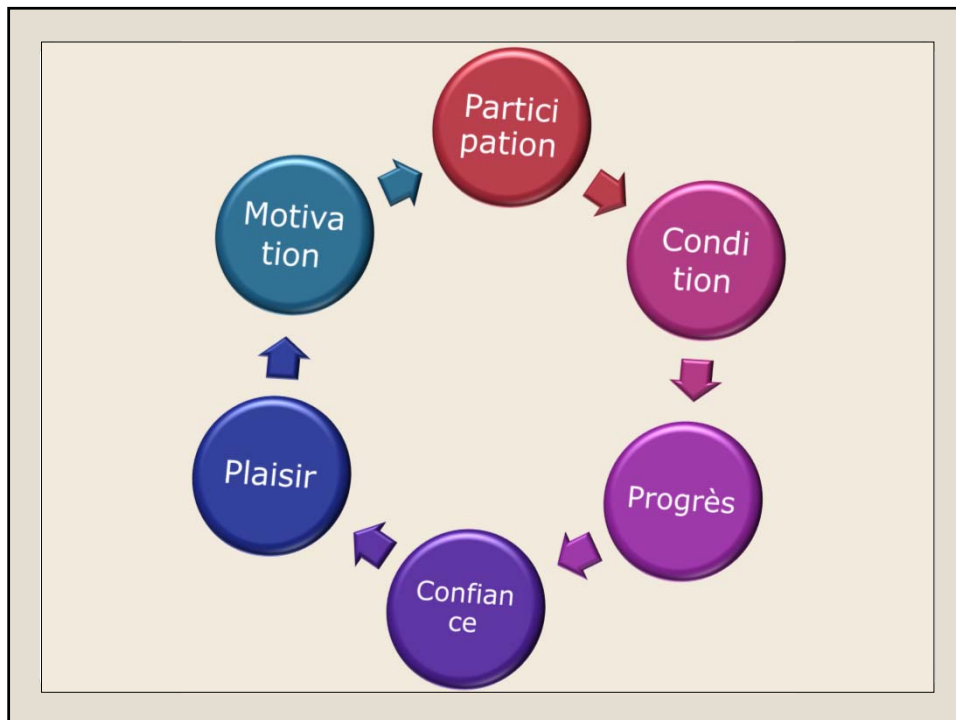 Partici
pation
Condi
tion
Progrès
Confian
ce
Plaisir
Motiva
tion